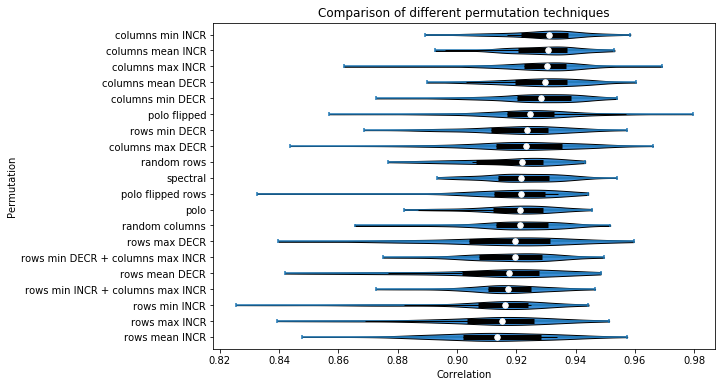 Comparison of different permutation techniques
Permutation
columns min INCR
columns mean INCR
columns max INCR
columns mean DECR
columns min DECR
polo flipped
rows min DECR
columns max DECR
random rows
spectral
polo flipped rows
polo
random columns
rows max DECR
rows min DECR + columns max INCR
rows mean DECR
rows min INCR + columns max INCR
rows min INCR
rows max INCR
rows mean INCR
0.82 0.84 0.86 0.88 0.90 0.92 0.94 0.96 0.98
Correlation